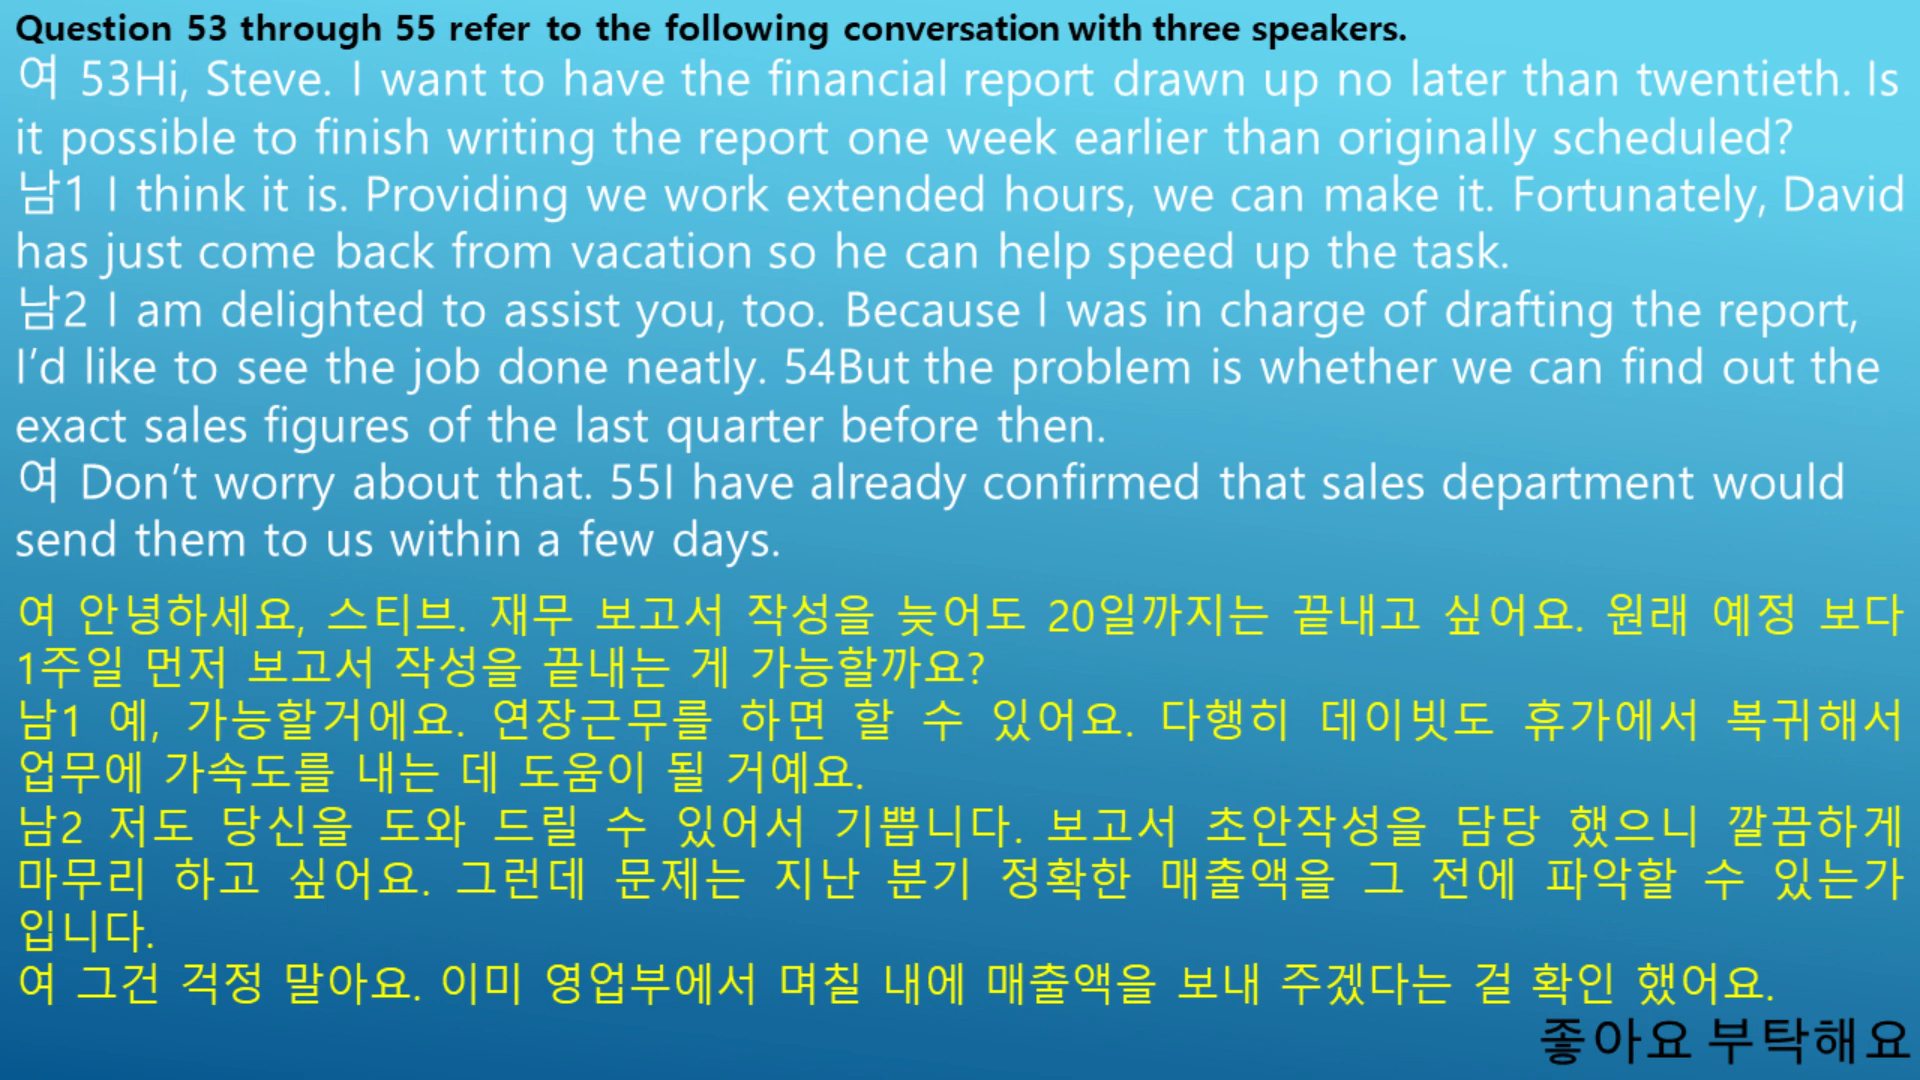 Question 53 through 55 refer to the following conversation with three speakers.
여 53Hi, Steve. I want to have the financial report drawn up no later than twentieth. Is
it possible to finish writing the report one week earlier than originally scheduled?
남1 I think it is. Providing we work extended hours, we can make it. Fortunately, David
has just come back from vacation so he can help speed up the task.
남2 I am delighted to assist you, too. Because I was in charge of drafting the report,
I’d like to see the job done neatly. 54But the problem is whether we can find out the
exact sales figures of the last quarter before then.
여 Don’t worry about that. 55I have already confirmed that sales department would
send them to us within a few days.
여 안녕하세요, 스티브. 재무 보고서 작성을 늦어도 20일까지는 끝내고 싶어요. 원래 예정 보다
1주일 먼저 보고서 작성을 끝내는 게 가능할까요?
남1 예, 가능할거에요. 연장근무를 하면 할 수 있어요. 다행히 데이빗도 휴가에서 복귀해서
업무에 가속도를 내는 데 도움이 될 거예요.
남2 저도 당신을 도와 드릴 수 있어서 기쁩니다. 보고서 초안작성을 담당 했으니 깔끔하게
마무리 하고 싶어요. 그런데 문제는 지난 분기 정확한 매출액을 그 전에 파악할 수 있는가
입니다.
여 그건 걱정 말아요. 이미 영업부에서 며칠 내에 매출액을 보내 주겠다는 걸 확인 했어요.
좋아요 부탁해요